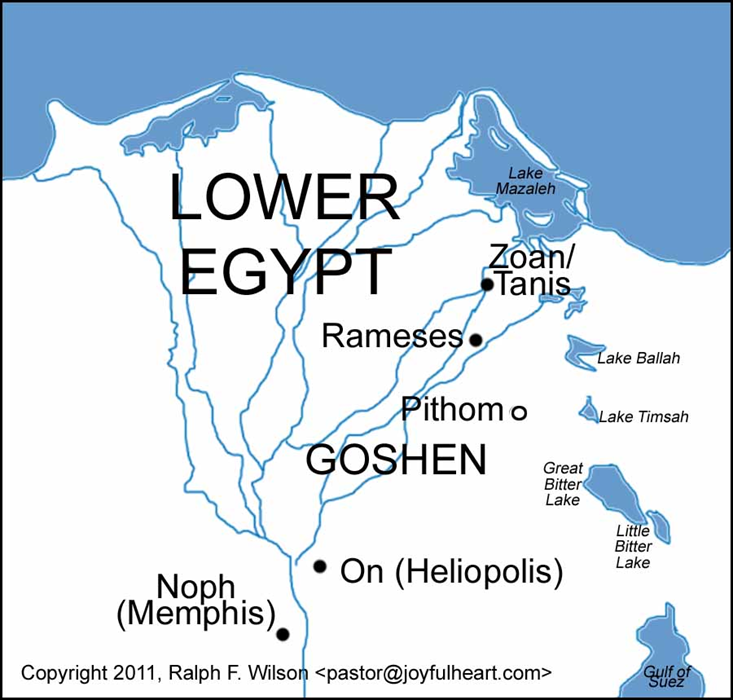 Lake
Mazaleh
LOWER
EGYPT
Zoan/
Tanis
Rameses
Lake Ballah
Pithom
Lake Timsah
GOSHEN
Great
Bitter
Lake
Little
Bitter
Lake
On (Heliopolis)
Noph
(Memphis)
Gulf of
Suez
Copyright 2011, Ralph F. Wilson <pastor@joyfulheart.com>